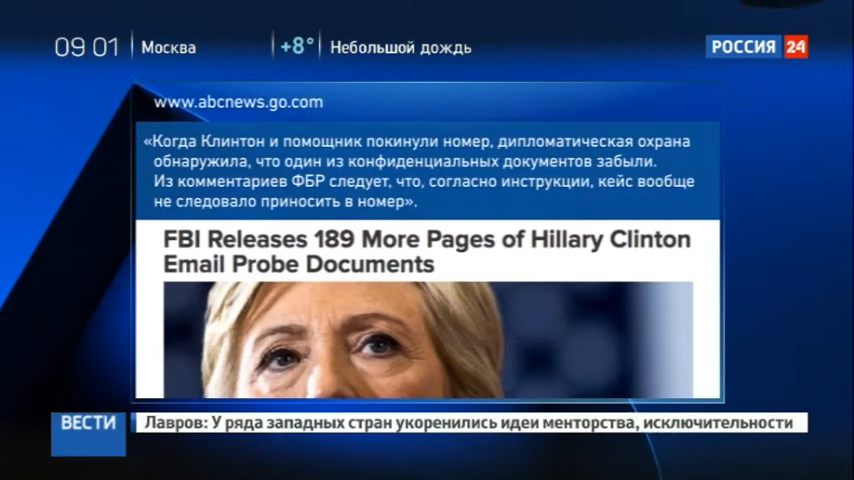 09 01 Москва +8° Небольшой дождь РОССИЯ 24
www.abcnews.go.com
«Когда Клинтон и помощник покинули номер, дипломатическая охрана
обнаружила, что один из конфиденциальных документов забыли.
Из комментариев ФБР следует, что, согласно инструкции, кейс вообще
не следовало приносить в номер».
FBI Releases 189 More Pages of Hillary Clinton
Email Probe Documents
ВЕСТИ Лавров: У ряда западных стран укоренились идеи менторства, исключительности